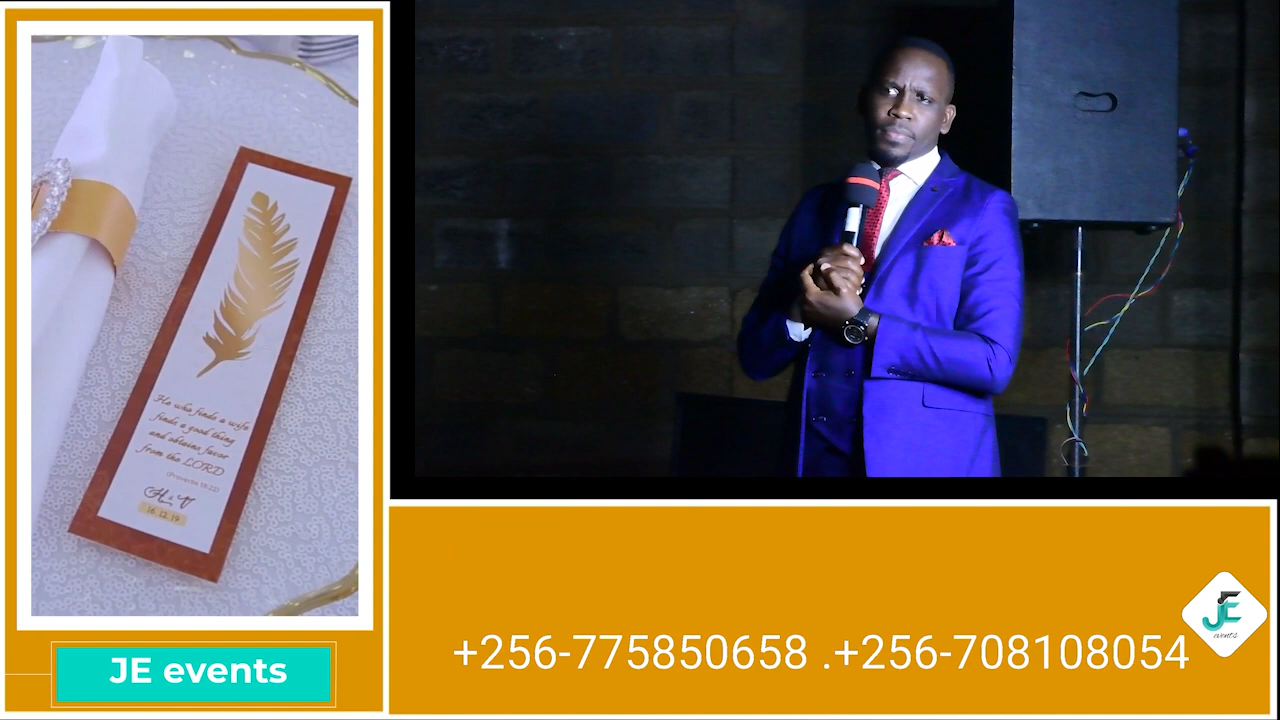 He who finds a wife
finds a good thing
and obtains favor
from the LORD
(Proverbs 18:22)
H & V
16.12.19
JE events
+256-775850658 .+256-708108054
JE
events